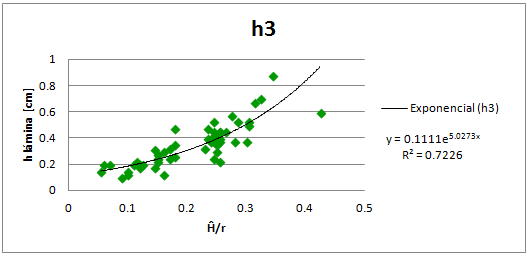 h3
h lámina [cm]
1
0.8
0.6
0.4
0.2
0
0
0.1
0.2
0.3
0.4
0.5
Ĥ/r
Exponencial (h3)
y = 0.1111e^5.0273x
R² = 0.7226